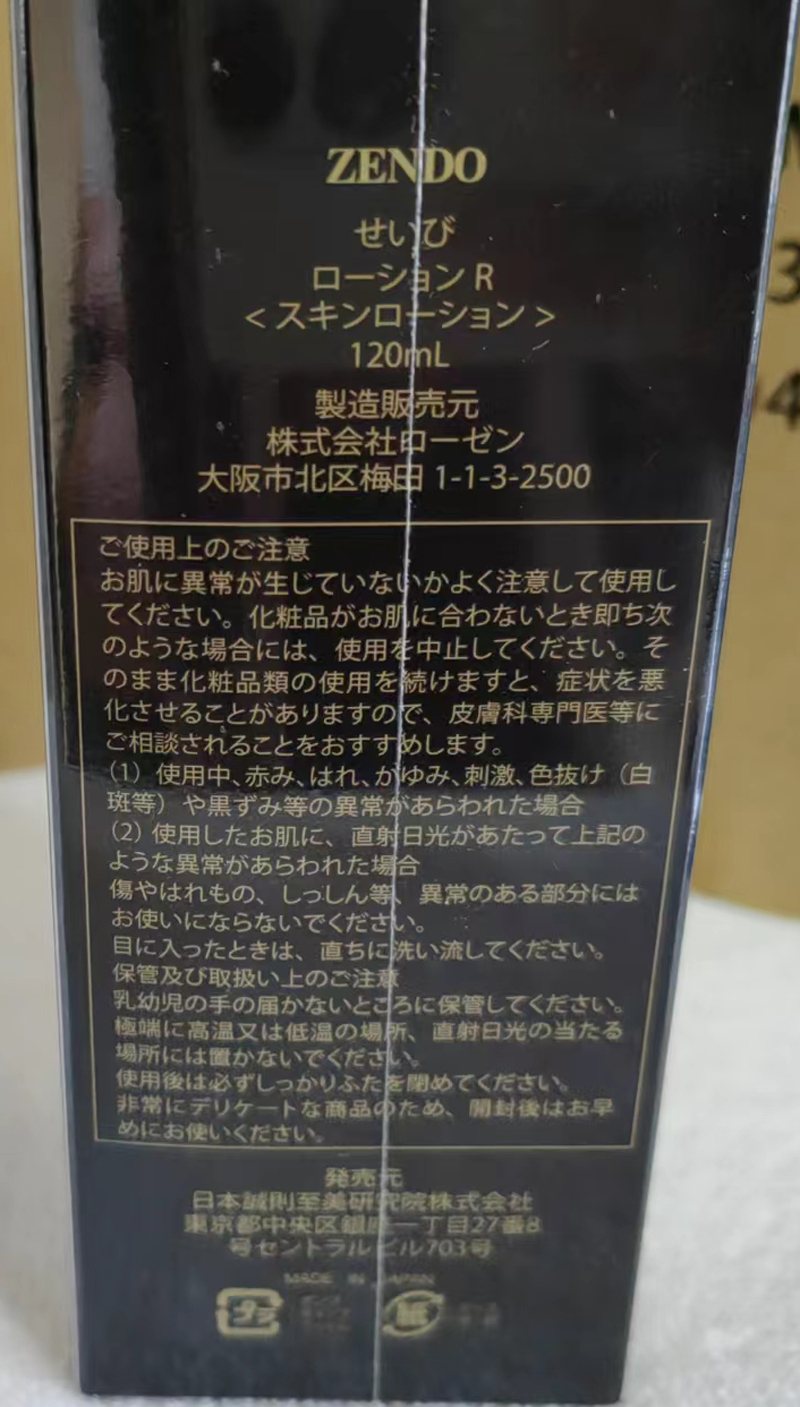 ZENDO
せいび
ローション R
<スキンローション>
120mL
製造販売元
株式会社ローゼン
大阪市北区梅田 1-1-3-2500
ご使用上のご注意
お肌に異常が生じていないかよく注意して使用し
てください。化粧品がお肌に合わないとき即ち次
のような場合には、使用を中止してください。そ
のまま化粧品類の使用を続けますと、症状を悪
化させることがありますので、皮膚科専門医等に
ご相談されることをおすすめします。
(1) 使用中、赤み、はれ、かゆみ、刺激、色抜け(白
斑等)や黒ずみ等の異常があらわれた場合
(2) 使用したお肌に、直射日光があたって上記の
ような異常があらわれた場合
傷やはれもの、しっしん等、異常のある部分には
お使いにならないでください。
目に入ったときは、直ちに洗い流してください。
保管及び取扱い上のご注意
乳幼児の手の届かないところに保管してください。
極端に高温又は低温の場所、直射日光の当たる
場所には置かないでください。
使用後は必ずしっかりふたを閉めてください。
非常にデリケートな商品のため、開封後はお早
めにお使いください。
発売元
日本誠則至美研究院株式会社
東京都中央区銀座一丁目27番8
号セントラルビル703号
MADE IN JAPAN
プラ
紙
3
4